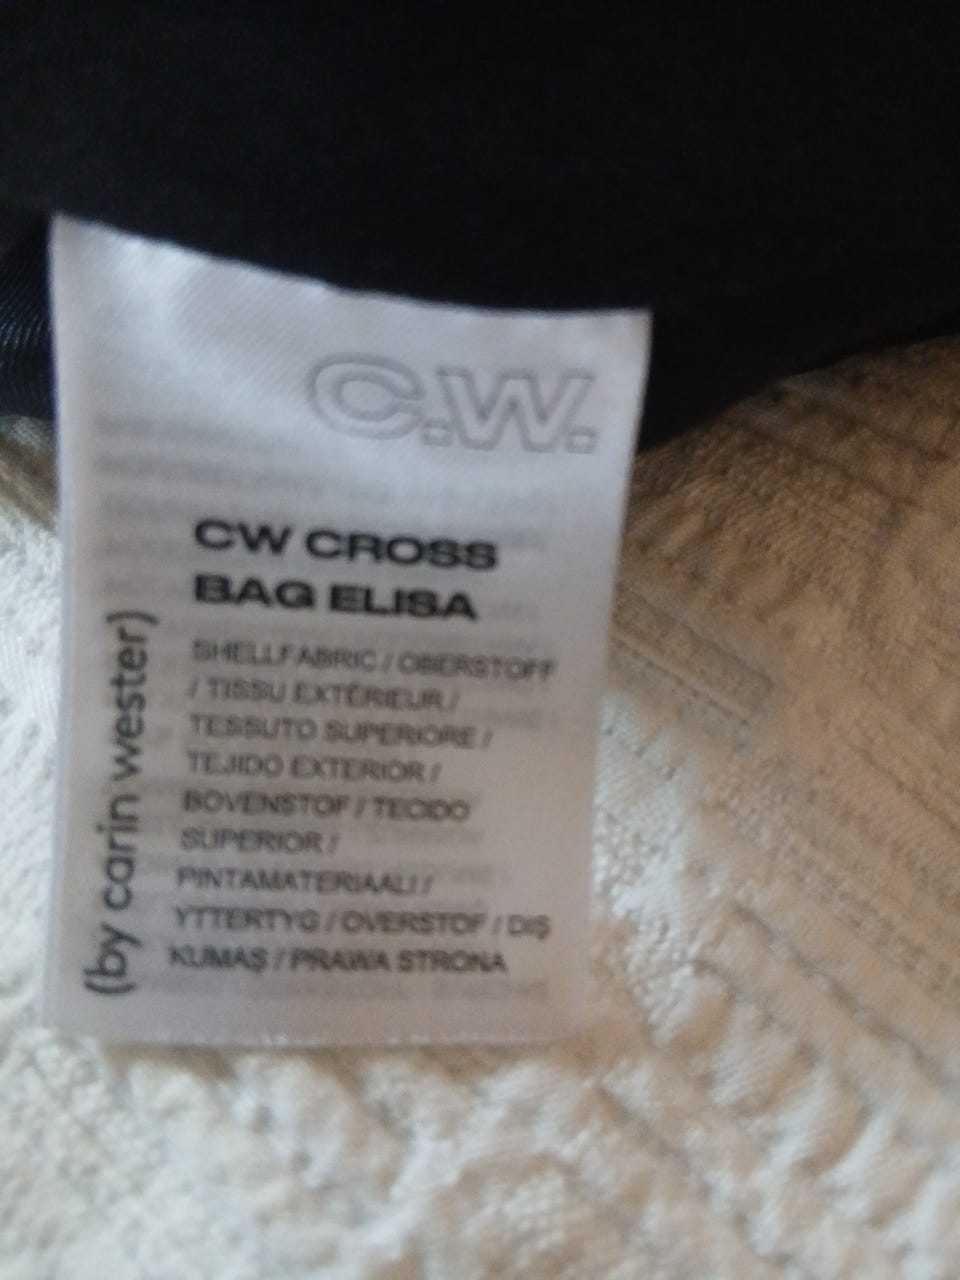 C.W.
CW CROSS
BAG ELISA
SHELLFABRIC / OBERSTOFF
/ TISSU EXTÉRIEUR /
TESSUTO SUPERIORE /
TEJIDO EXTERIOR /
BOVENSTOF / TECIDO
SUPERIOR /
PINTAMATERIAALI /
YTTERTYG / OVERSTOF / DIŞ
KUMAŞ / PRAWA STRONA
(by carin wester)